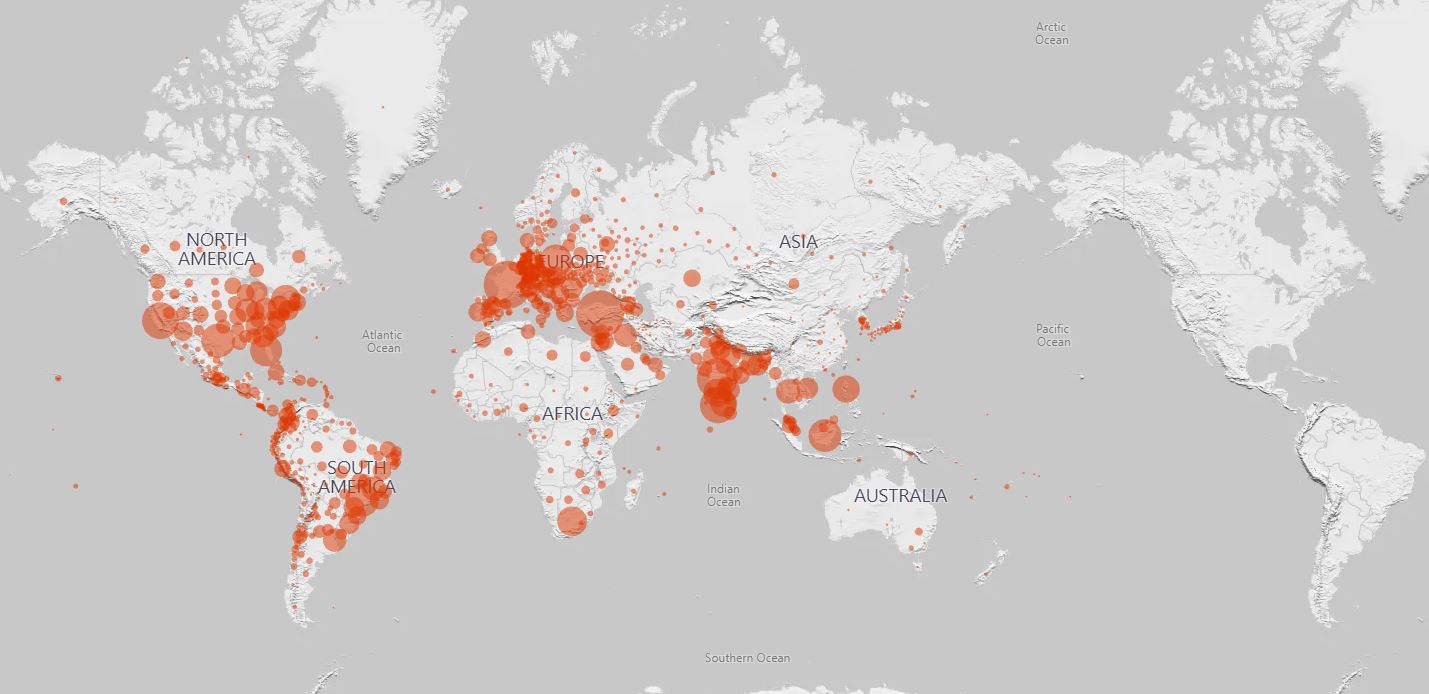 Arctic
Ocean
NORTH
AMERICA
ASIA
EUROPE
Atlantic
Ocean
Pacific
Ocean
AFRICA
SOUTH
AMERICA
Indian
Ocean
AUSTRALIA
Southern Ocean